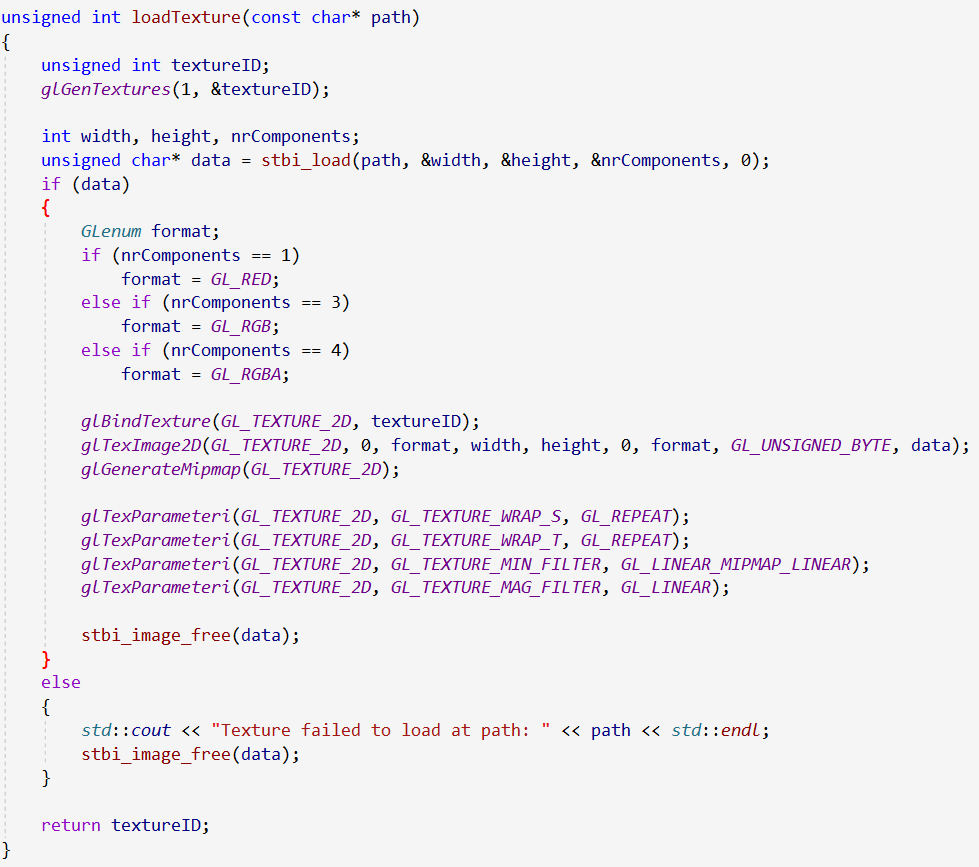 unsigned int loadTexture(const char* path)
{
    unsigned int textureID;
    glGenTextures(1, &textureID);

    int width, height, nrComponents;
    unsigned char* data = stbi_load(path, &width, &height, &nrComponents, 0);
    if (data)
    {
        GLenum format;
        if (nrComponents == 1)
            format = GL_RED;
        else if (nrComponents == 3)
            format = GL_RGB;
        else if (nrComponents == 4)
            format = GL_RGBA;

        glBindTexture(GL_TEXTURE_2D, textureID);
        glTexImage2D(GL_TEXTURE_2D, 0, format, width, height, 0, format, GL_UNSIGNED_BYTE, data);
        glGenerateMipmap(GL_TEXTURE_2D);

        glTexParameteri(GL_TEXTURE_2D, GL_TEXTURE_WRAP_S, GL_REPEAT);
        glTexParameteri(GL_TEXTURE_2D, GL_TEXTURE_WRAP_T, GL_REPEAT);
        glTexParameteri(GL_TEXTURE_2D, GL_TEXTURE_MIN_FILTER, GL_LINEAR_MIPMAP_LINEAR);
        glTexParameteri(GL_TEXTURE_2D, GL_TEXTURE_MAG_FILTER, GL_LINEAR);

        stbi_image_free(data);
    }
    else
    {
        std::cout << "Texture failed to load at path: " << path << std::endl;
        stbi_image_free(data);
    }

    return textureID;
}